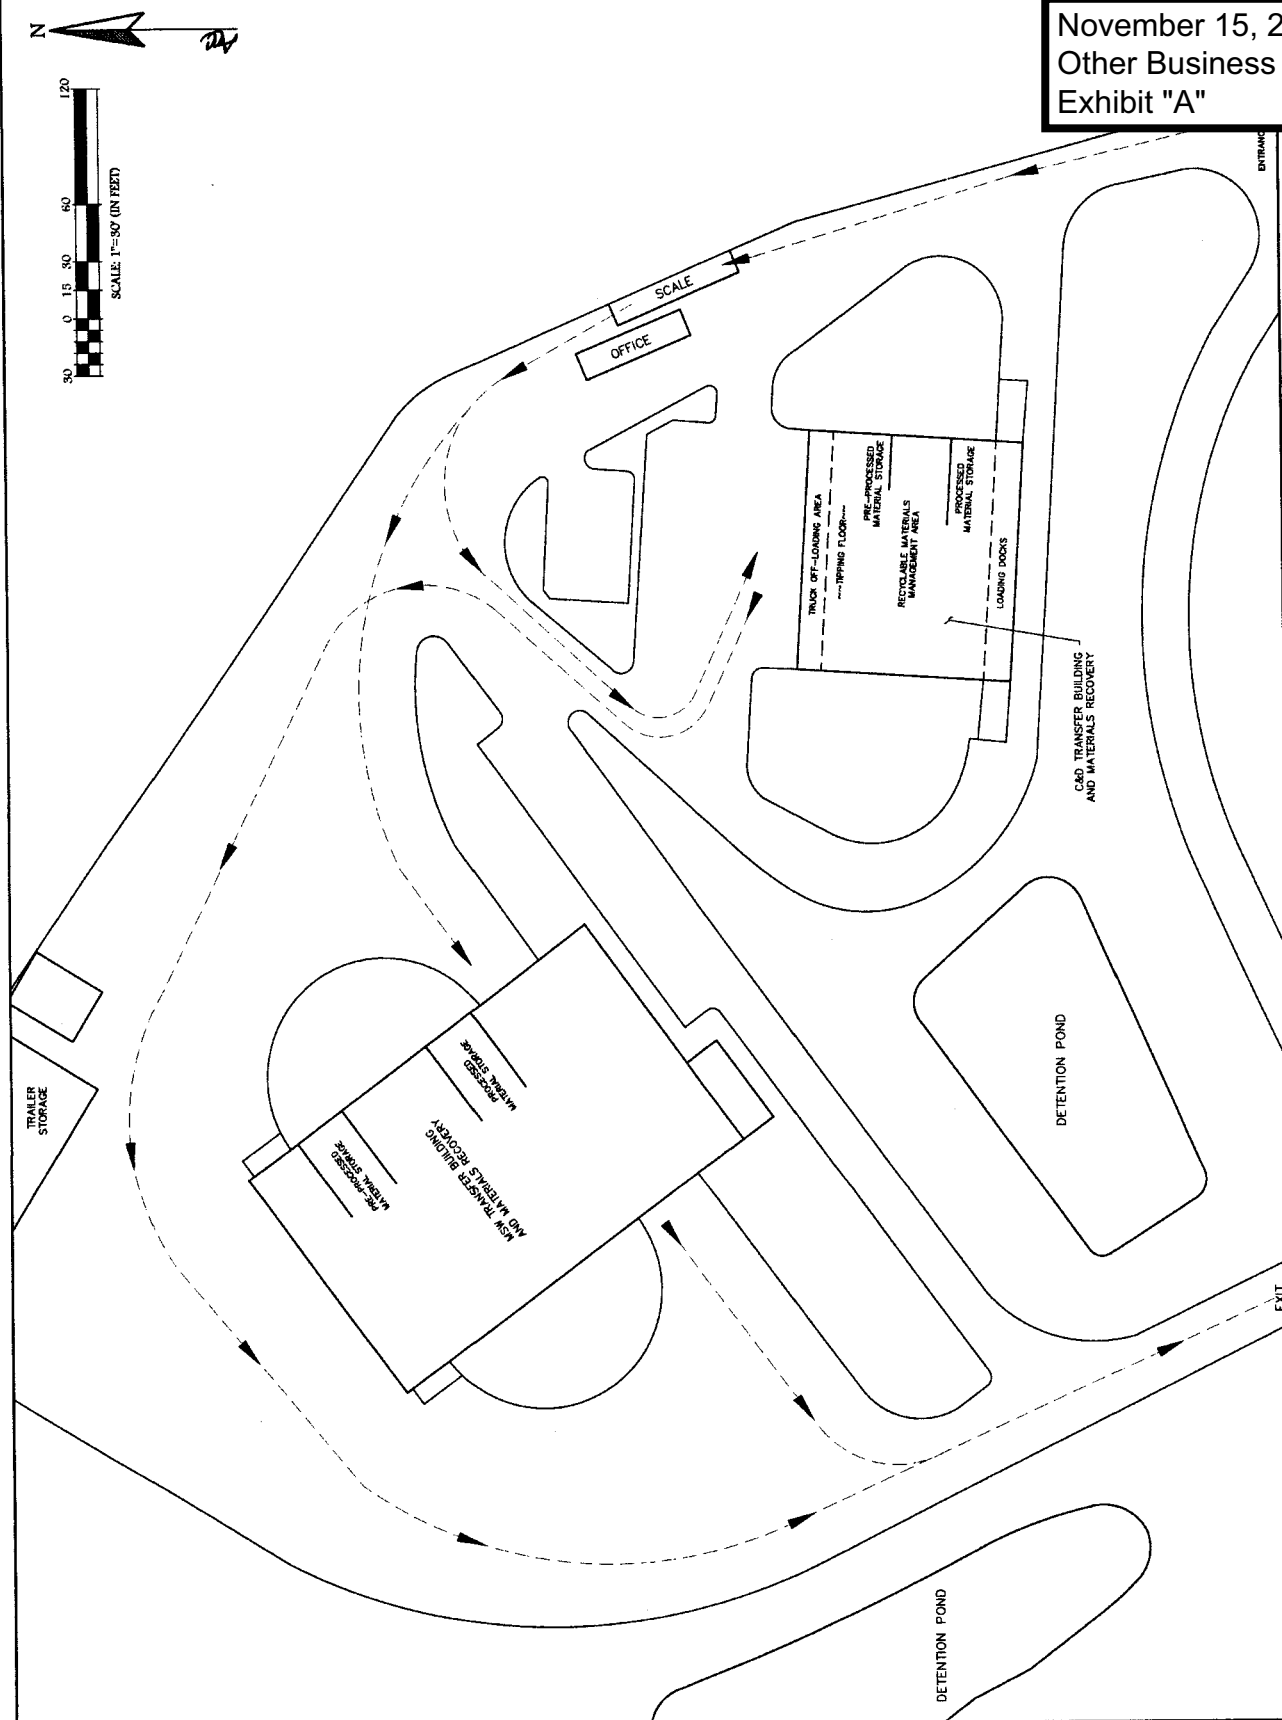 November 15, 2
Other Business
Exhibit "A"
N
30 0 15 30 60 120
SCALE: 1"=30' (IN FEET)
ENTRANC
SCALE
OFFICE
TRUCK OFF-LOADING AREA
---TIPPING FLOOR---
PRE-PROCESSED
MATERIAL STORAGE
RECYCLABLE MATERIALS
MANAGEMENT AREA
PROCESSED
MATERIAL STORAGE
LOADING DOCKS
C&D TRANSFER BUILDING
AND MATERIALS RECOVERY
TRAILER
STORAGE
PROCESSED
MATERIAL STORAGE
PRE-PROCESSED
MATERIAL STORAGE
MSW TRANSFER BUILDING
AND MATERIALS RECOVERY
DETENTION POND
EXIT
DETENTION POND